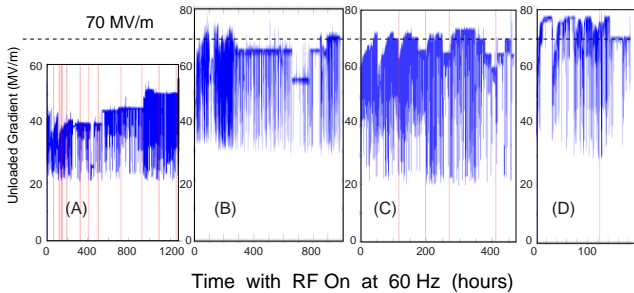 70 MV/m
Unloaded Gradient (MV/m)
80 80 80
60 60 60 60
40 40 40 40
20 20 20 20
0 0 0 0
(A) (B) (C) (D)
0 400 800 1200 0 400 800 0 200 400 0 100
Time with RF On at 60 Hz (hours)